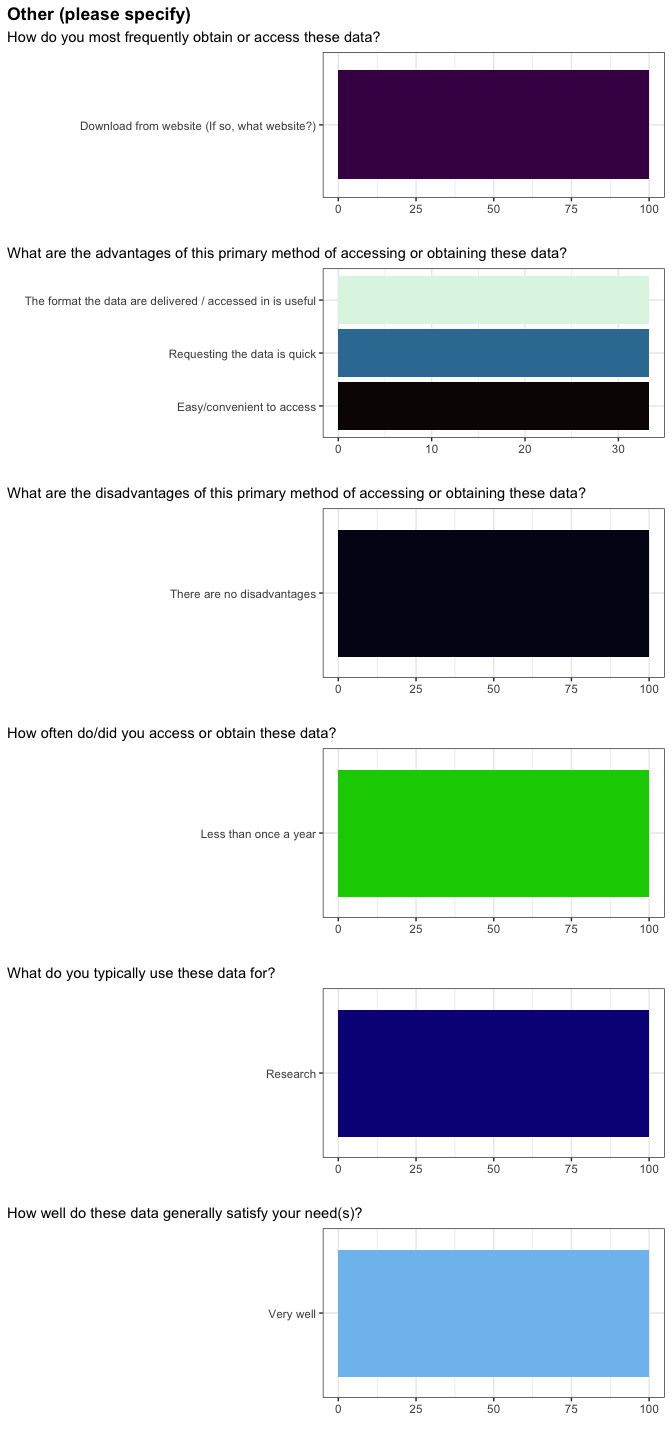 Other (please specify)
How do you most frequently obtain or access these data?
Download from website (If so, what website?)
0 25 50 75 100
What are the advantages of this primary method of accessing or obtaining these data?
The format the data are delivered / accessed in is useful
Requesting the data is quick
Easy/convenient to access
0 10 20 30
What are the disadvantages of this primary method of accessing or obtaining these data?
There are no disadvantages
0 25 50 75 100
How often do/did you access or obtain these data?
Less than once a year
0 25 50 75 100
What do you typically use these data for?
Research
0 25 50 75 100
How well do these data generally satisfy your need(s)?
Very well
0 25 50 75 100